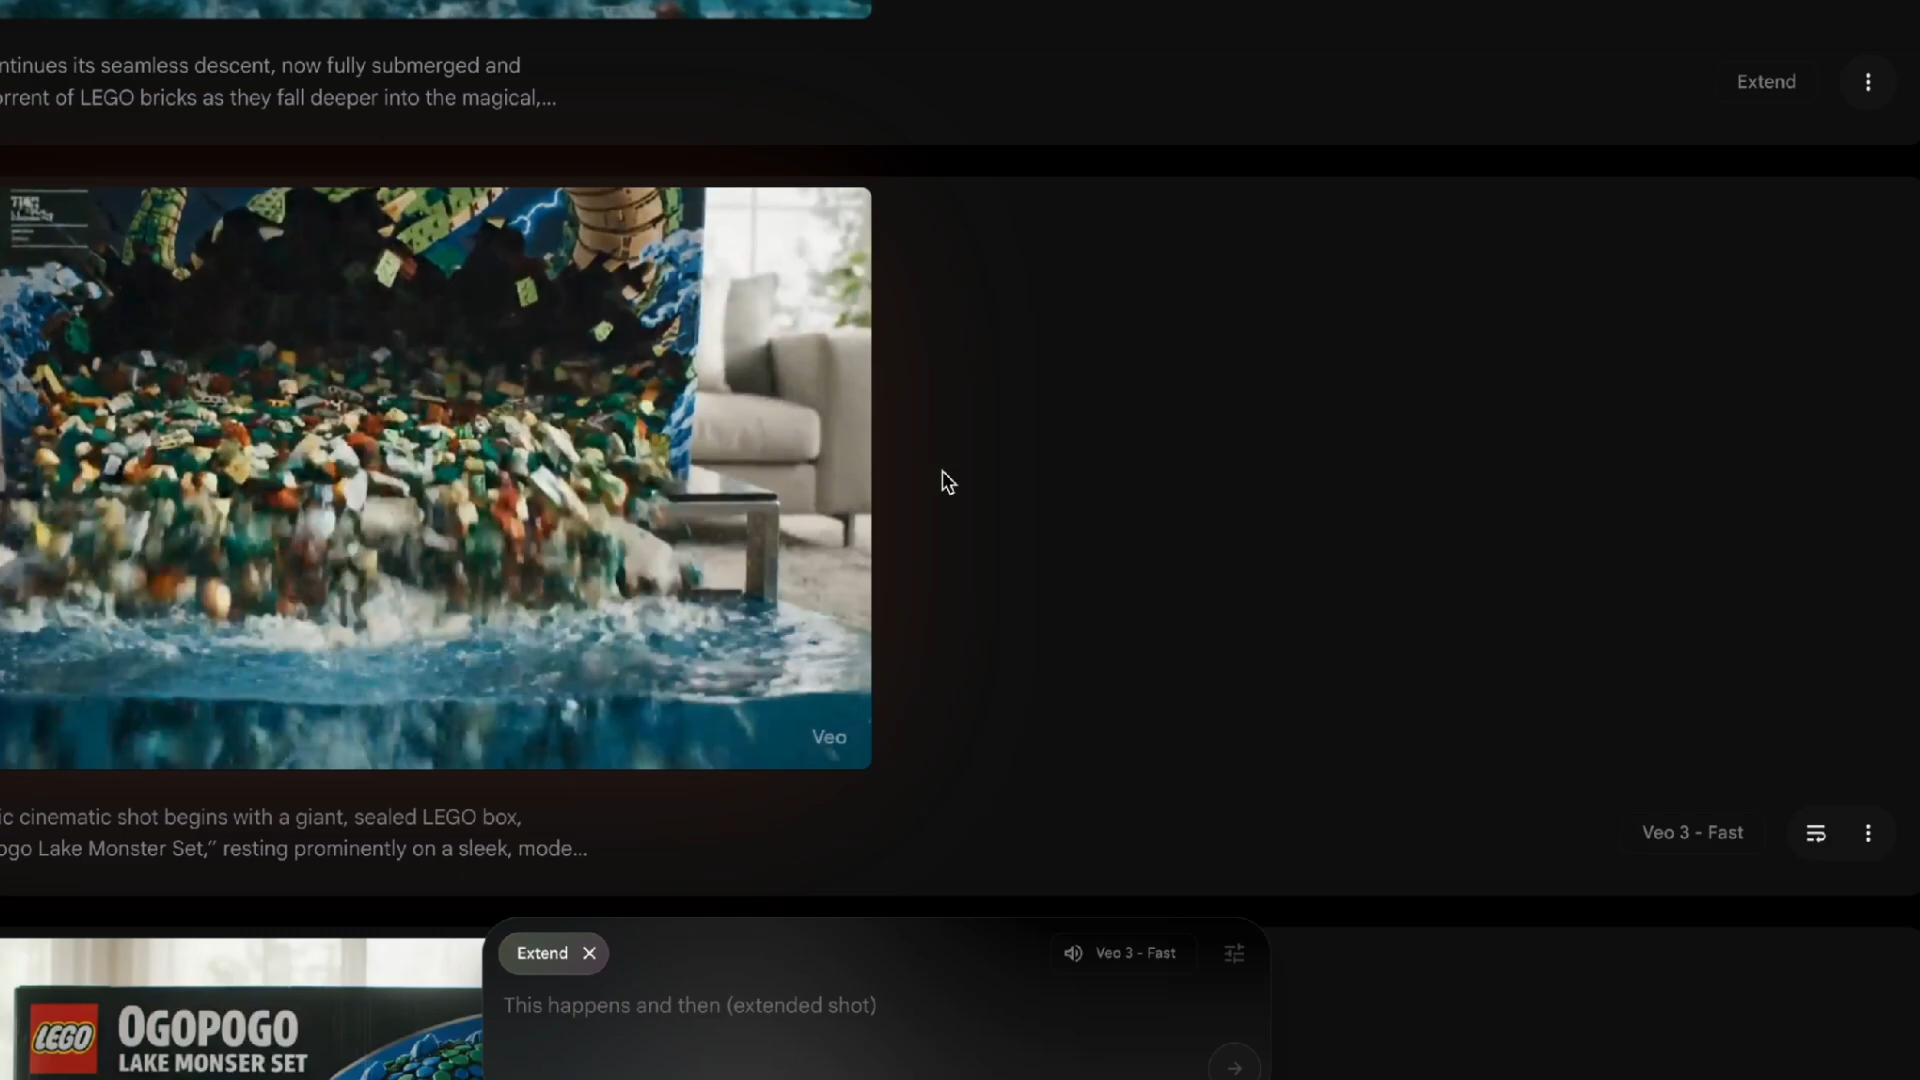 ntinues its seamless descent, now fully submerged and
orrent of LEGO bricks as they fall deeper into the magical,...
Extend
Veo
ic cinematic shot begins with a giant, sealed LEGO box,
ogo Lake Monster Set,” resting prominently on a sleek, mode...
Veo 3 - Fast
Extend
Veo 3 - Fast
This happens and then (extended shot)
LEGO
OGOPOGO
LAKE MONSER SET